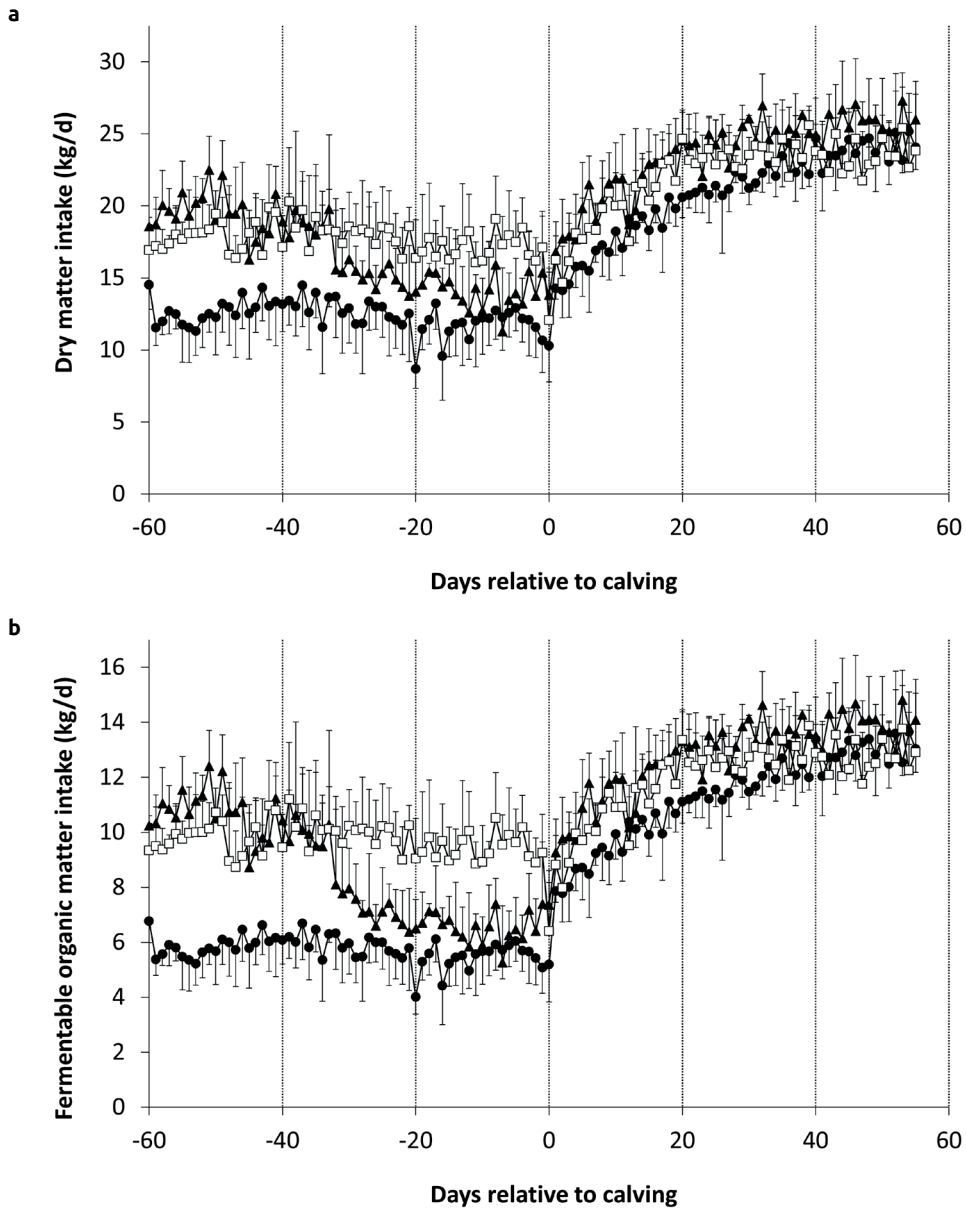 a
Dry matter intake (kg/d)
30
25
20
15
10
5
0
-60 -40 -20 0 20 40 60
Days relative to calving
b
Fermentable organic matter intake (kg/d)
16
14
12
10
8
6
4
2
0
-60 -40 -20 0 20 40 60
Days relative to calving